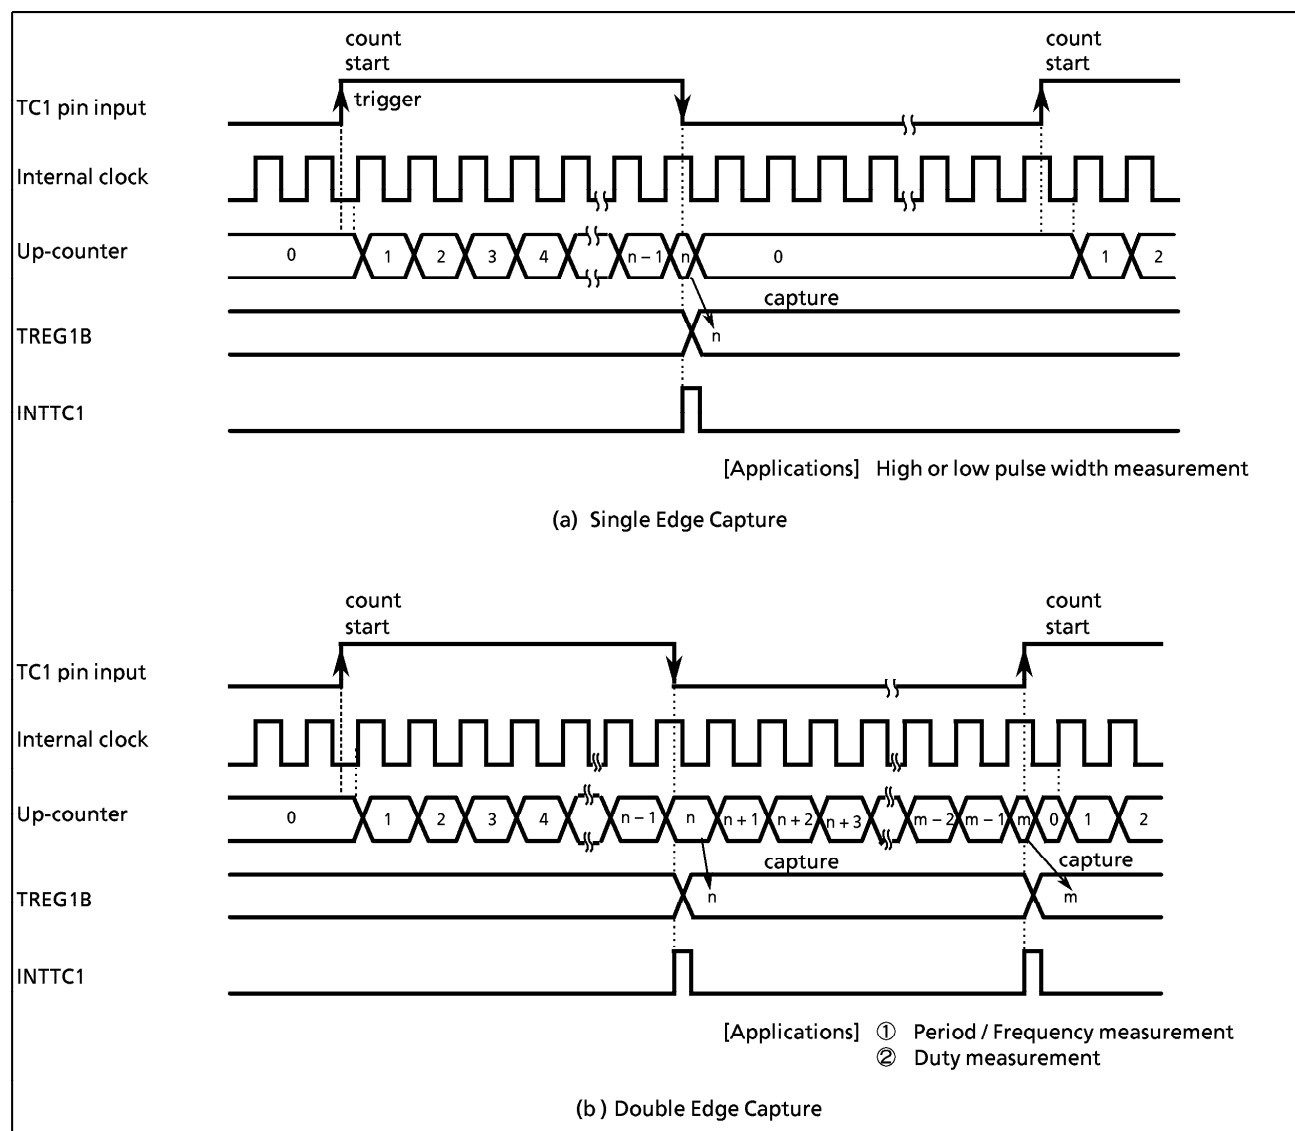 count
start
count
start
TC1 pin input
trigger
Internal clock
Up-counter
0 1 2 3 4 n – 1 n 0 1 2
capture
TREG1B
n
INTTC1
[Applications] High or low pulse width measurement
(a) Single Edge Capture
count
start
count
start
TC1 pin input
Internal clock
Up-counter
0 1 2 3 4 n – 1 n n + 1 n + 2 n + 3 m – 2 m – 1 m 0 1 2
capture
capture
TREG1B
n
m
INTTC1
[Applications] ① Period / Frequency measurement
② Duty measurement
(b ) Double Edge Capture